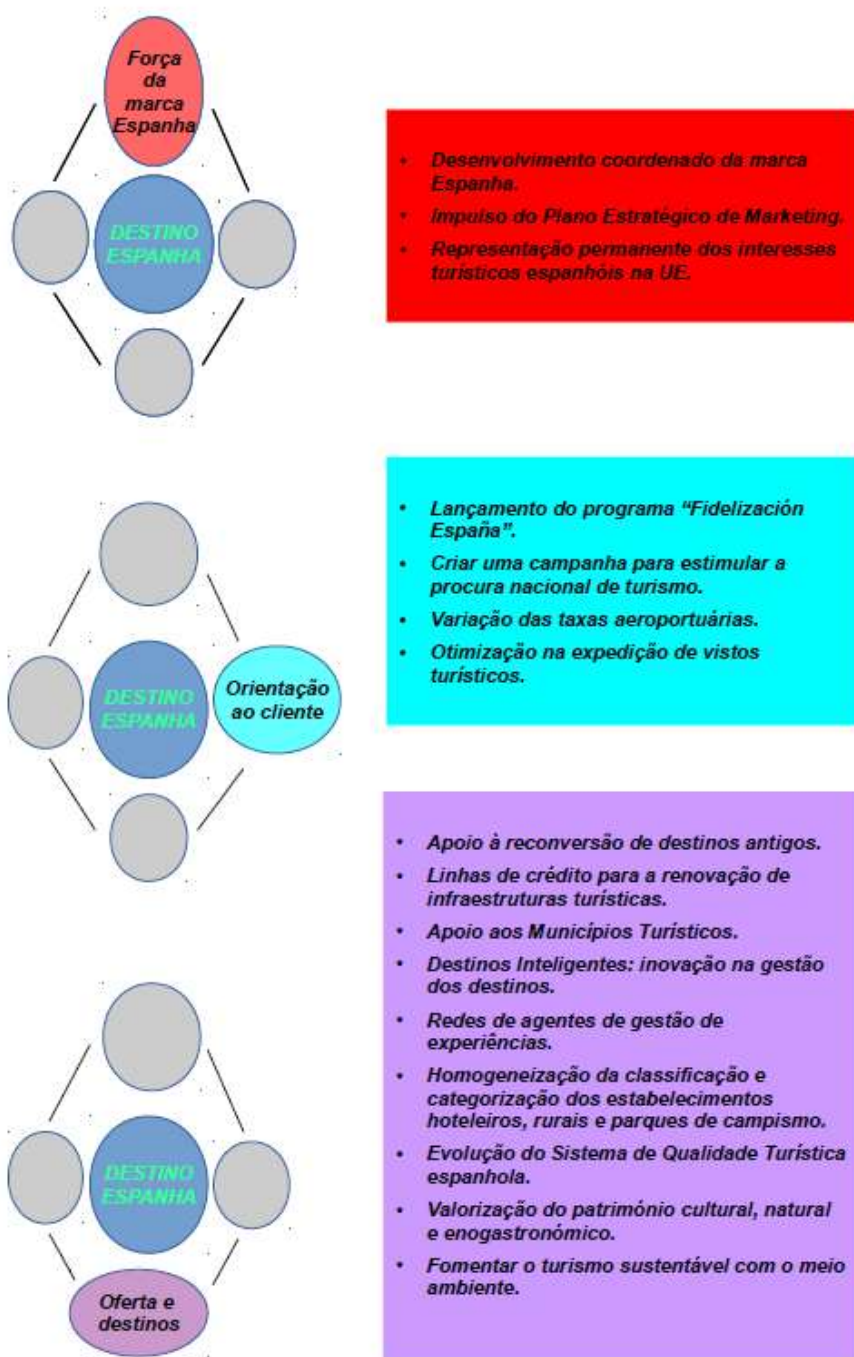 Força
da
marca
Espanha
DESTINO
ESPANHA
• Desenvolvimento coordenado da marca
Espanha.
• Impulso do Plano Estratégico de Marketing.
• Representação permanente dos interesses
turísticos espanhóis na UE.
DESTINO
ESPANHA
Orientação
ao cliente
• Lançamento do programa “Fidelización
España”.
• Criar uma campanha para estimular a
procura nacional de turismo.
• Variação das taxas aeroportuárias.
• Otimização na expedição de vistos
turísticos.
DESTINO
ESPANHA
Oferta e
destinos
• Apoio à reconversão de destinos antigos.
• Linhas de crédito para a renovação de
infraestruturas turísticas.
• Apoio aos Municípios Turísticos.
• Destinos Inteligentes: inovação na gestão
dos destinos.
• Redes de agentes de gestão de
experiências.
• Homogeneização da classificação e
categorização dos estabelecimentos
hoteleiros, rurais e parques de campismo.
• Evolução do Sistema de Qualidade Turística
espanhola.
• Valorização do património cultural, natural
e enogastronómico.
• Fomentar o turismo sustentável com o meio
ambiente.